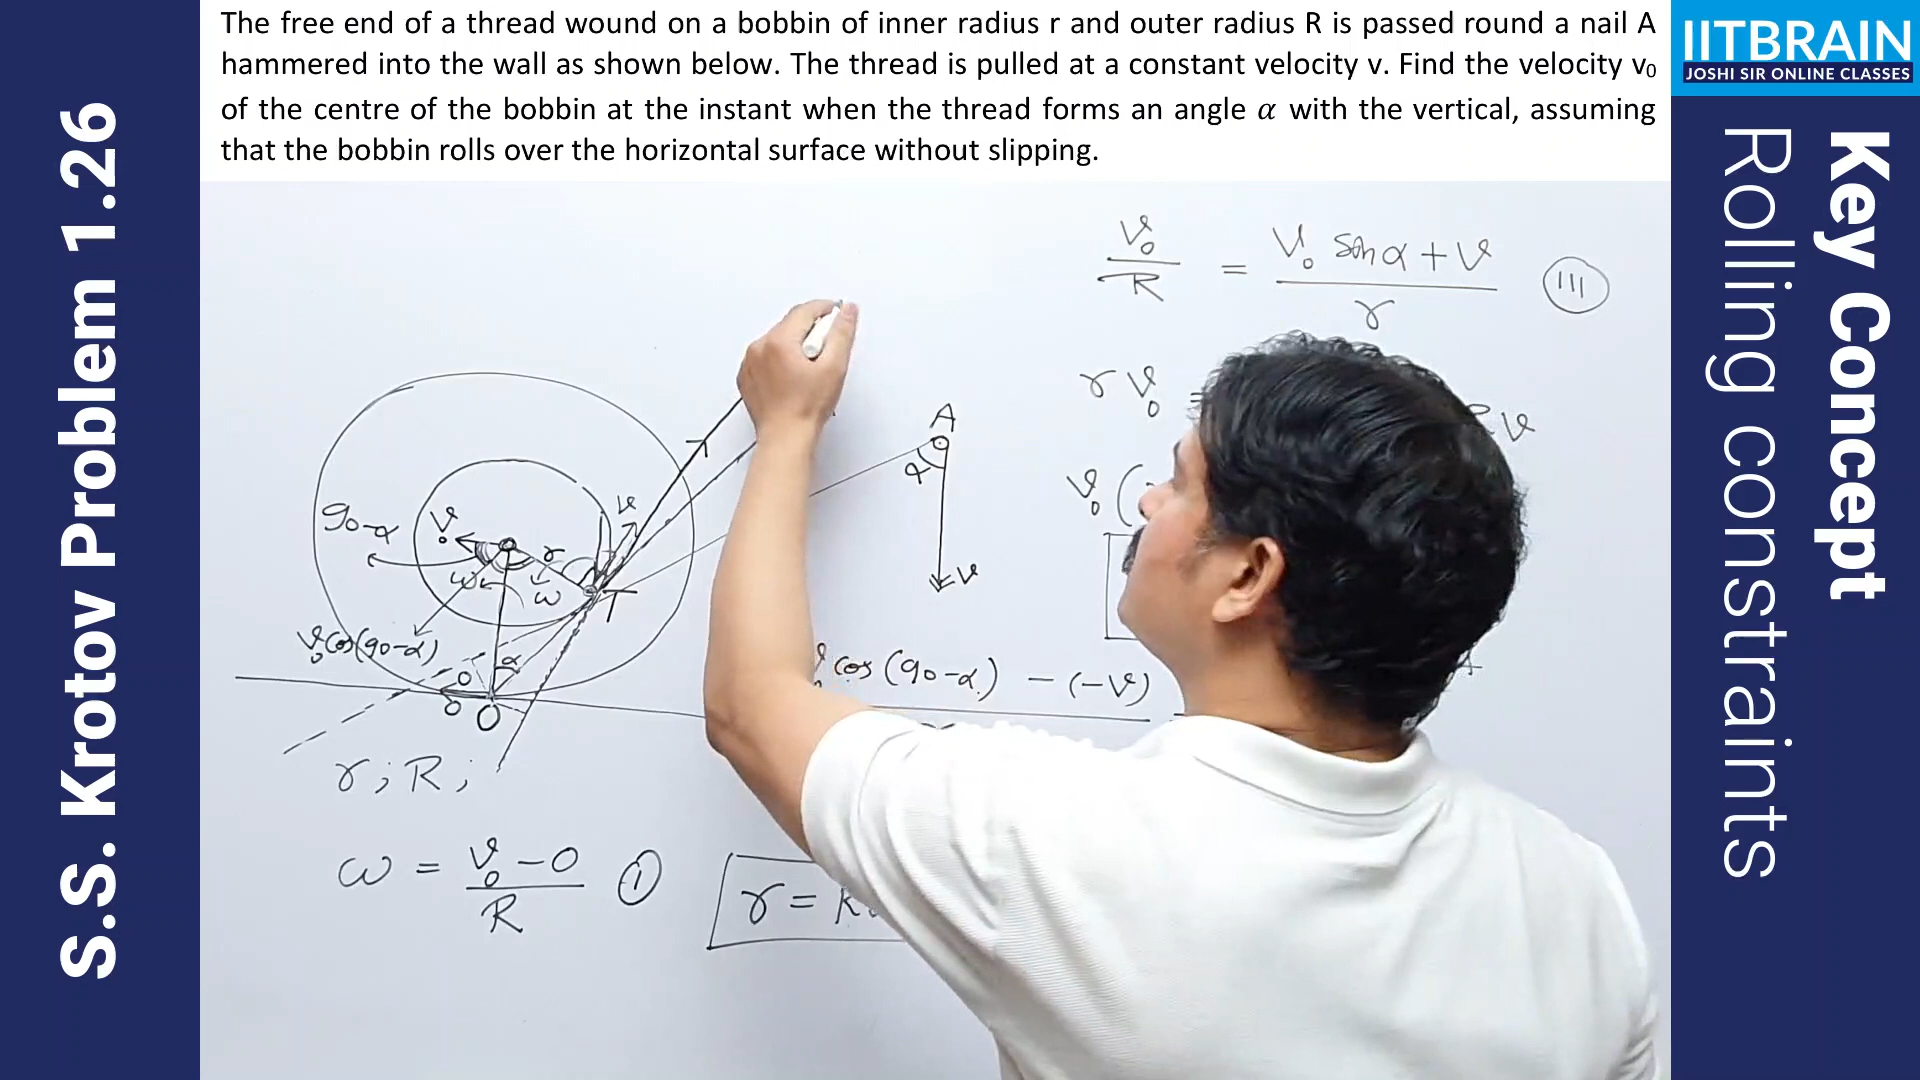 The free end of a thread wound on a bobbin of inner radius r and outer radius R is passed round a nail A
hammered into the wall as shown below. The thread is pulled at a constant velocity v. Find the velocity v₀
of the centre of the bobbin at the instant when the thread forms an angle α with the vertical, assuming
that the bobbin rolls over the horizontal surface without slipping.
IITBRAIN
JOSHI SIR ONLINE CLASSES
S.S. Krotov Problem 1.26
Key Concept
Rolling constraints
v₀/R = (v₀ sin α + v)/r (III)
r v₀ =
v
v₀ (
A
α
v
90-α
v₀
r
v
ω
ω
T
v₀cos(90-α)
α
0
O
cos (90-α) - (-v)
r ; R ;
ω = (v₀ - 0)/R (1)
r =